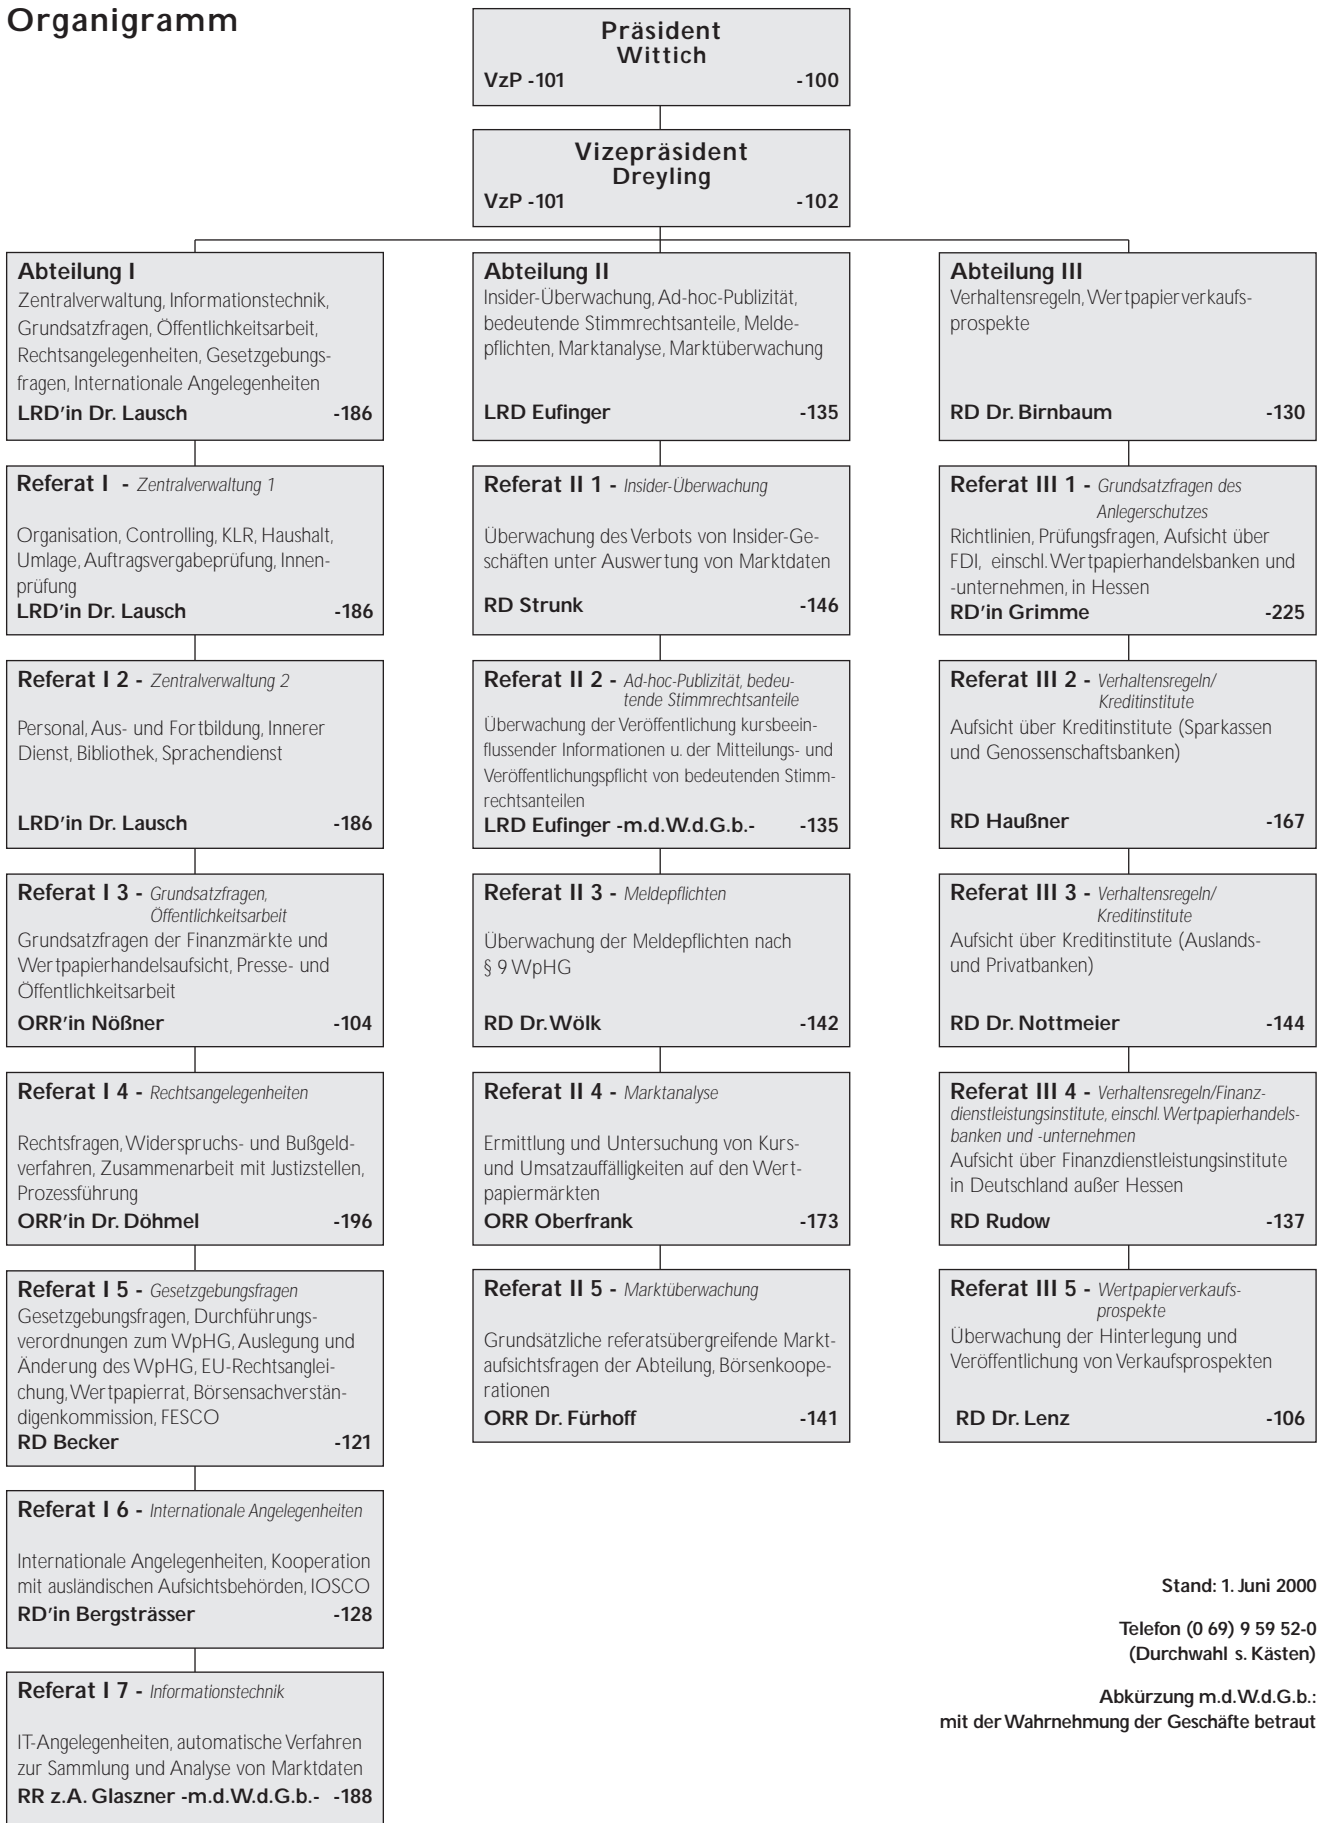 Organigramm
Präsident
Wittich
VzP -101 -100
Vizepräsident
Dreyling
VzP -101 -102
Abteilung I
Zentralverwaltung, Informationstechnik,
Grundsatzfragen, Öffentlichkeitsarbeit,
Rechtsangelegenheiten, Gesetzgebungs-
fragen, Internationale Angelegenheiten
LRD'in Dr. Lausch -186
Referat I - Zentralverwaltung 1
Organisation, Controlling, KLR, Haushalt,
Umlage, Auftragsvergabeprüfung, Innen-
prüfung
LRD'in Dr. Lausch -186
Referat I 2 - Zentralverwaltung 2
Personal, Aus- und Fortbildung, Innerer
Dienst, Bibliothek, Sprachendienst
LRD'in Dr. Lausch -186
Referat I 3 - Grundsatzfragen,
Öffentlichkeitsarbeit
Grundsatzfragen der Finanzmärkte und
Wertpapierhandelsaufsicht, Presse- und
Öffentlichkeitsarbeit
ORR'in Nößner -104
Referat I 4 - Rechtsangelegenheiten
Rechtsfragen, Widerspruchs- und Bußgeld-
verfahren, Zusammenarbeit mit Justizstellen,
Prozessführung
ORR'in Dr. Döhmel -196
Referat I 5 - Gesetzgebungsfragen
Gesetzgebungsfragen, Durchführungs-
verordnungen zum WpHG, Auslegung und
Änderung des WpHG, EU-Rechtsanglei-
chung, Wertpapierrat, Börsensachverstän-
digenkommission, FESCO
RD Becker -121
Referat I 6 - Internationale Angelegenheiten
Internationale Angelegenheiten, Kooperation
mit ausländischen Aufsichtsbehörden, IOSCO
RD'in Bergsträsser -128
Referat I 7 - Informationstechnik
IT-Angelegenheiten, automatische Verfahren
zur Sammlung und Analyse von Marktdaten
RR z.A. Glaszner -m.d.W.d.G.b.- -188
Abteilung II
Insider-Überwachung, Ad-hoc-Publizität,
bedeutende Stimmrechtsanteile, Melde-
pflichten, Marktanalyse, Marktüberwachung
LRD Eufinger -135
Referat II 1 - Insider-Überwachung
Überwachung des Verbots von Insider-Ge-
schäften unter Auswertung von Marktdaten
RD Strunk -146
Referat II 2 - Ad-hoc-Publizität, bedeu-
tende Stimmrechtsanteile
Überwachung der Veröffentlichung kursbeein-
flussender Informationen u. der Mitteilungs- und
Veröffentlichungspflicht von bedeutenden Stimm-
rechtsanteilen
LRD Eufinger -m.d.W.d.G.b.- -135
Referat II 3 - Meldepflichten
Überwachung der Meldepflichten nach
§ 9 WpHG
RD Dr. Wölk -142
Referat II 4 - Marktanalyse
Ermittlung und Untersuchung von Kurs-
und Umsatzauffälligkeiten auf den Wert-
papiermärkten
ORR Oberfrank -173
Referat II 5 - Marktüberwachung
Grundsätzliche referatsübergreifende Markt-
aufsichtsfragen der Abteilung, Börsenkoope-
rationen
ORR Dr. Fürhoff -141
Abteilung III
Verhaltensregeln, Wertpapierverkaufs-
prospekte
RD Dr. Birnbaum -130
Referat III 1 - Grundsatzfragen des
Anlegerschutzes
Richtlinien, Prüfungsfragen, Aufsicht über
FDI, einschl. Wertpapierhandelsbanken und
-unternehmen, in Hessen
RD'in Grimme -225
Referat III 2 - Verhaltensregeln/
Kreditinstitute
Aufsicht über Kreditinstitute (Sparkassen
und Genossenschaftsbanken)
RD Haußner -167
Referat III 3 - Verhaltensregeln/
Kreditinstitute
Aufsicht über Kreditinstitute (Auslands-
und Privatbanken)
RD Dr. Nottmeier -144
Referat III 4 - Verhaltensregeln/Finanz-
dienstleistungsinstitute, einschl. Wertpapierhandels-
banken und -unternehmen
Aufsicht über Finanzdienstleistungsinstitute
in Deutschland außer Hessen
RD Rudow -137
Referat III 5 - Wertpapierverkaufs-
prospekte
Überwachung der Hinterlegung und
Veröffentlichung von Verkaufsprospekten
RD Dr. Lenz -106
Stand: 1. Juni 2000
Telefon (0 69) 9 59 52-0
(Durchwahl s. Kästen)
Abkürzung m.d.W.d.G.b.:
mit der Wahrnehmung der Geschäfte betraut